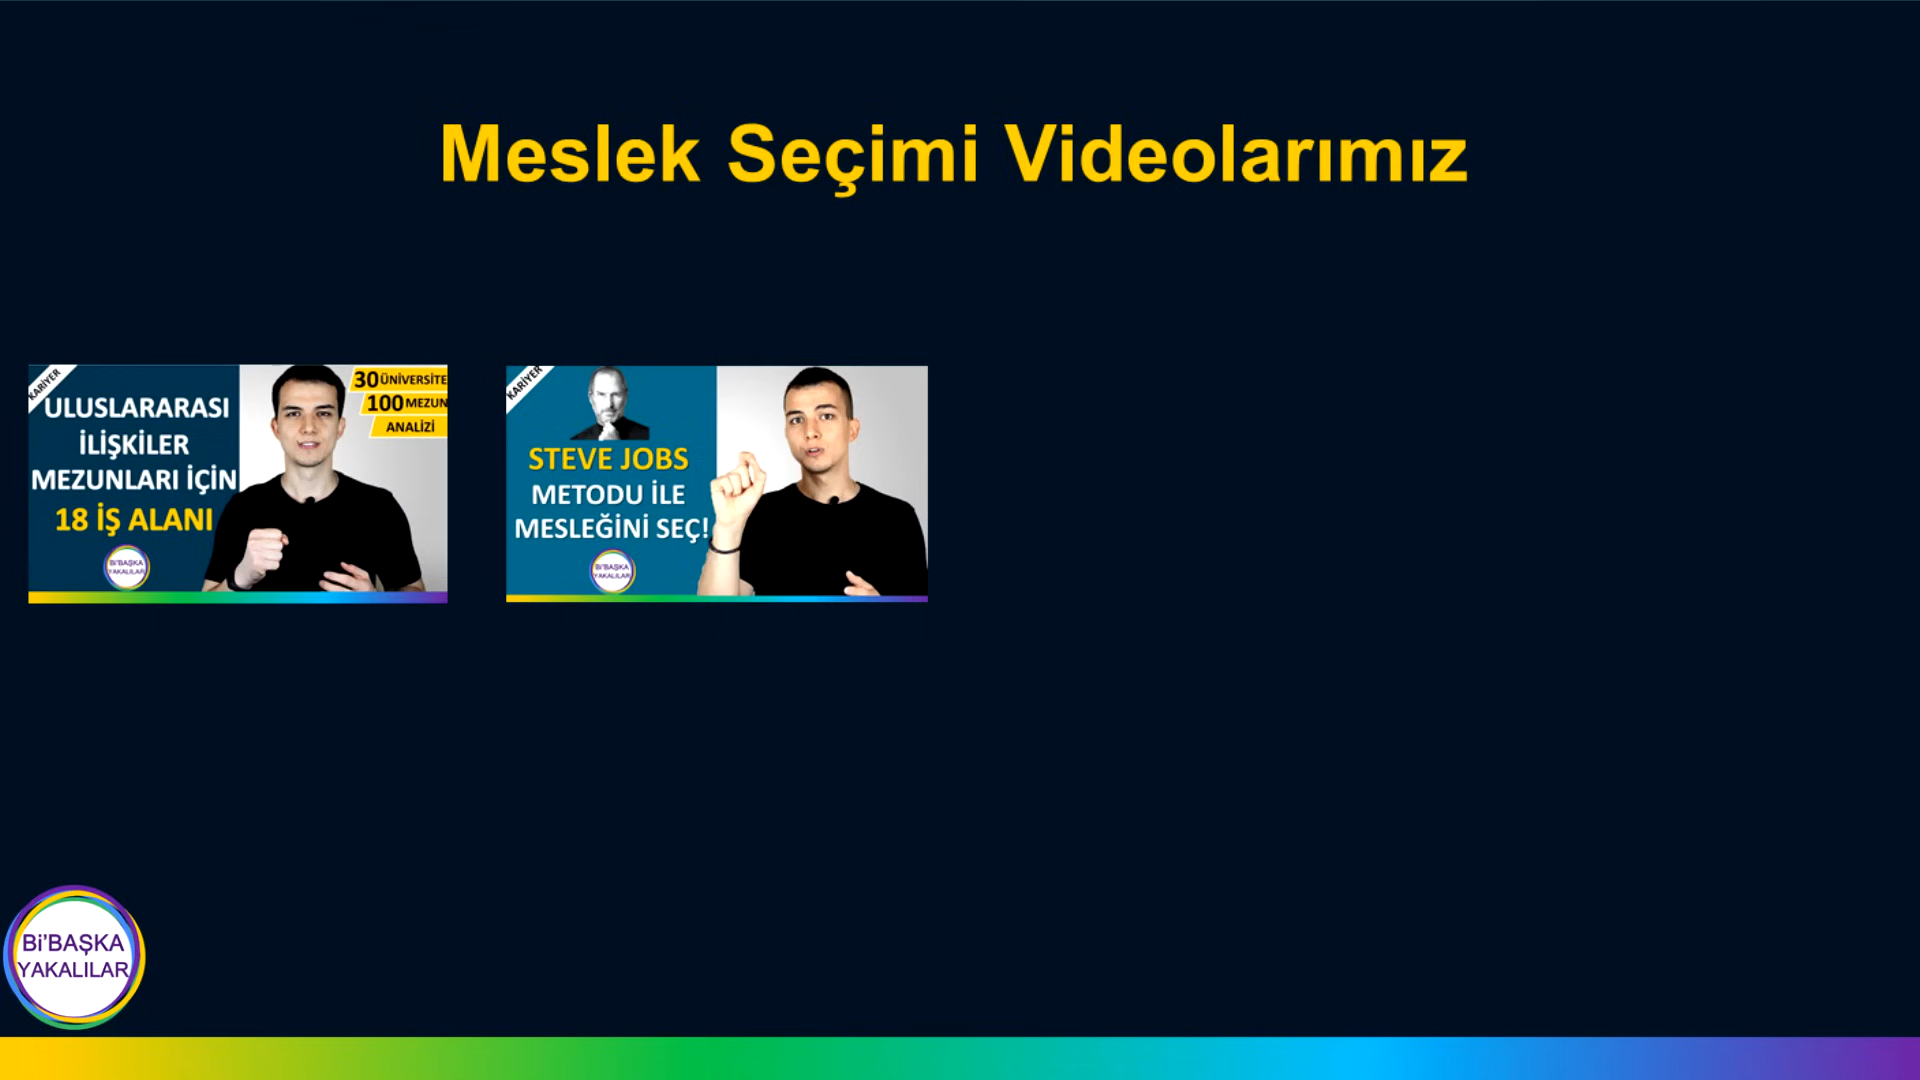 Meslek Seçimi Videolarımız
KARİYER
ULUSLARARASI
İLİŞKİLER
MEZUNLARI İÇİN
18 İŞ ALANI
30 ÜNİVERSİTE
100 MEZUN
ANALİZİ
Bi'BAŞKA
YAKALILAR
KARİYER
STEVE JOBS
METODU İLE
MESLEĞİNİ SEÇ!
Bi'BAŞKA
YAKALILAR
Bi'BAŞKA
YAKALILAR